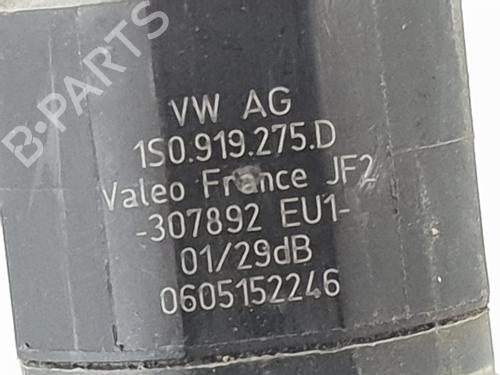 B-PARTS
VW AG
1S0.919.275.D
Valeo France JF2
-307892 EU1-
01/29dB
0605152246